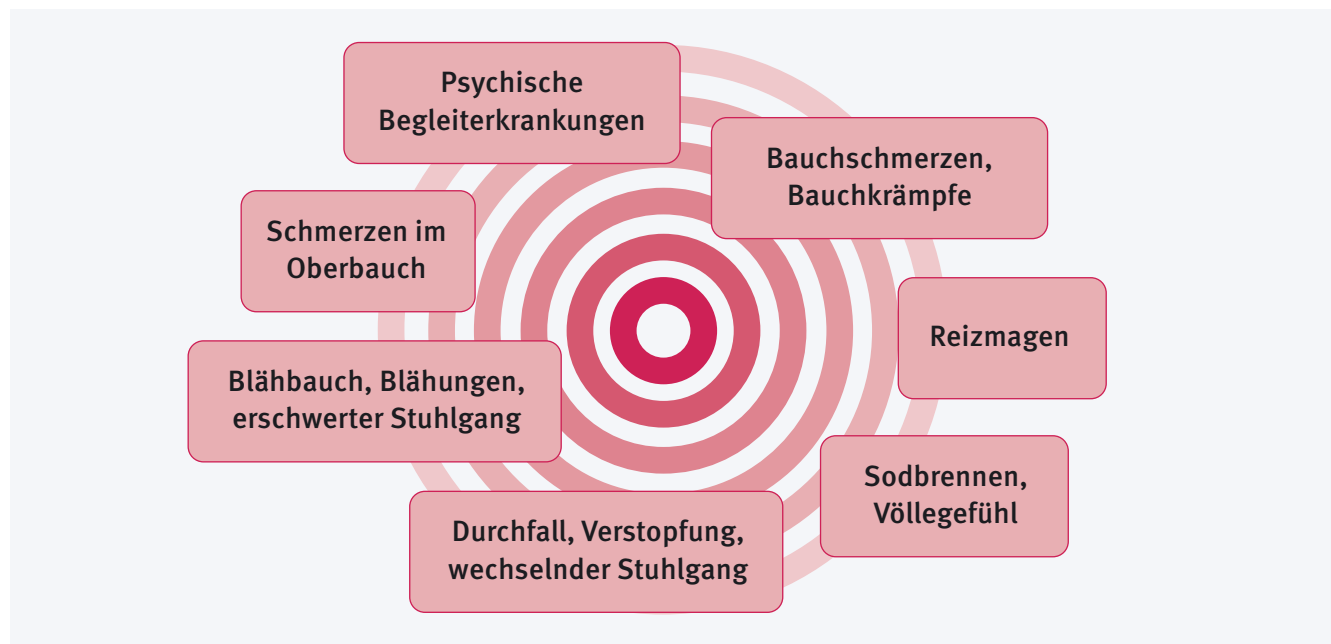 Psychische
Begleiterkrankungen
Bauchschmerzen,
Bauchkrämpfe
Schmerzen im
Oberbauch
Reizmagen
Blähbauch, Blähungen,
erschwerter Stuhlgang
Sodbrennen,
Völlegefühl
Durchfall, Verstopfung,
wechselnder Stuhlgang